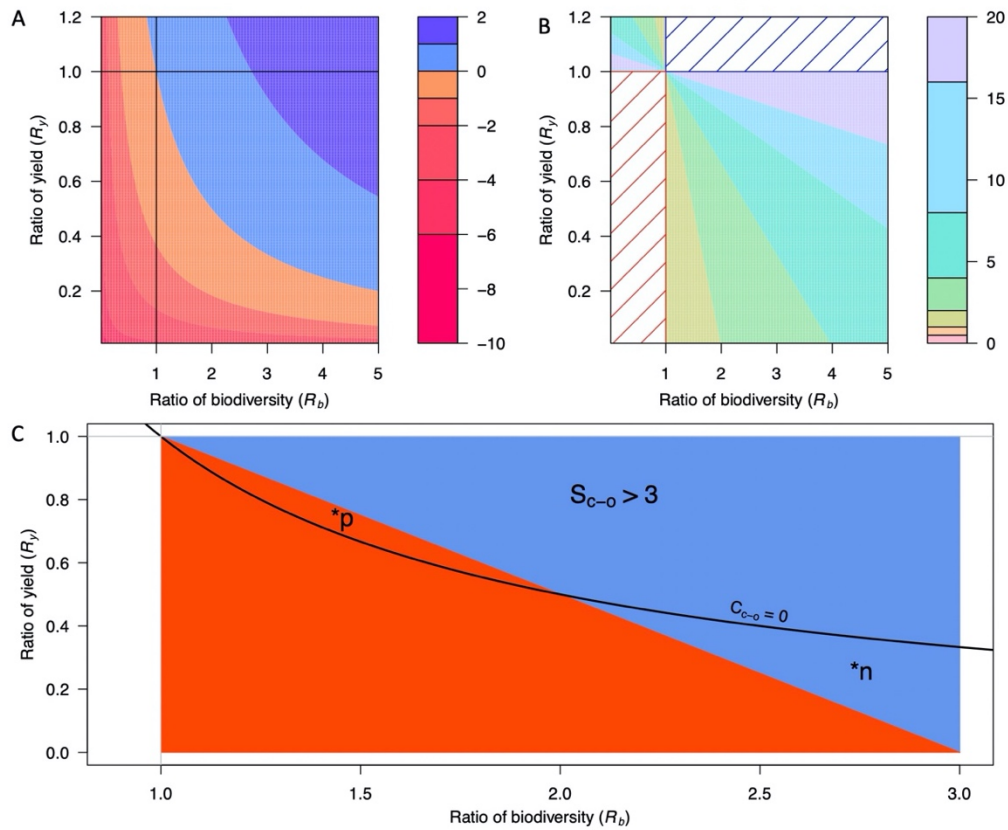 A
Ratio of yield (Ry)
1.2
1.0
0.8
0.6
0.4
0.2
1 2 3 4 5
Ratio of biodiversity (Rb)
2
0
−2
−4
−6
−8
−10
B
Ratio of yield (Ry)
1.2
1.0
0.8
0.6
0.4
0.2
1 2 3 4 5
Ratio of biodiversity (Rb)
20
15
10
5
0
C
Ratio of yield (Ry)
1.0
0.8
0.6
0.4
0.2
0.0
Sc−o > 3
*p
Cc−o = 0
*n
1.0 1.5 2.0 2.5 3.0
Ratio of biodiversity (Rb)